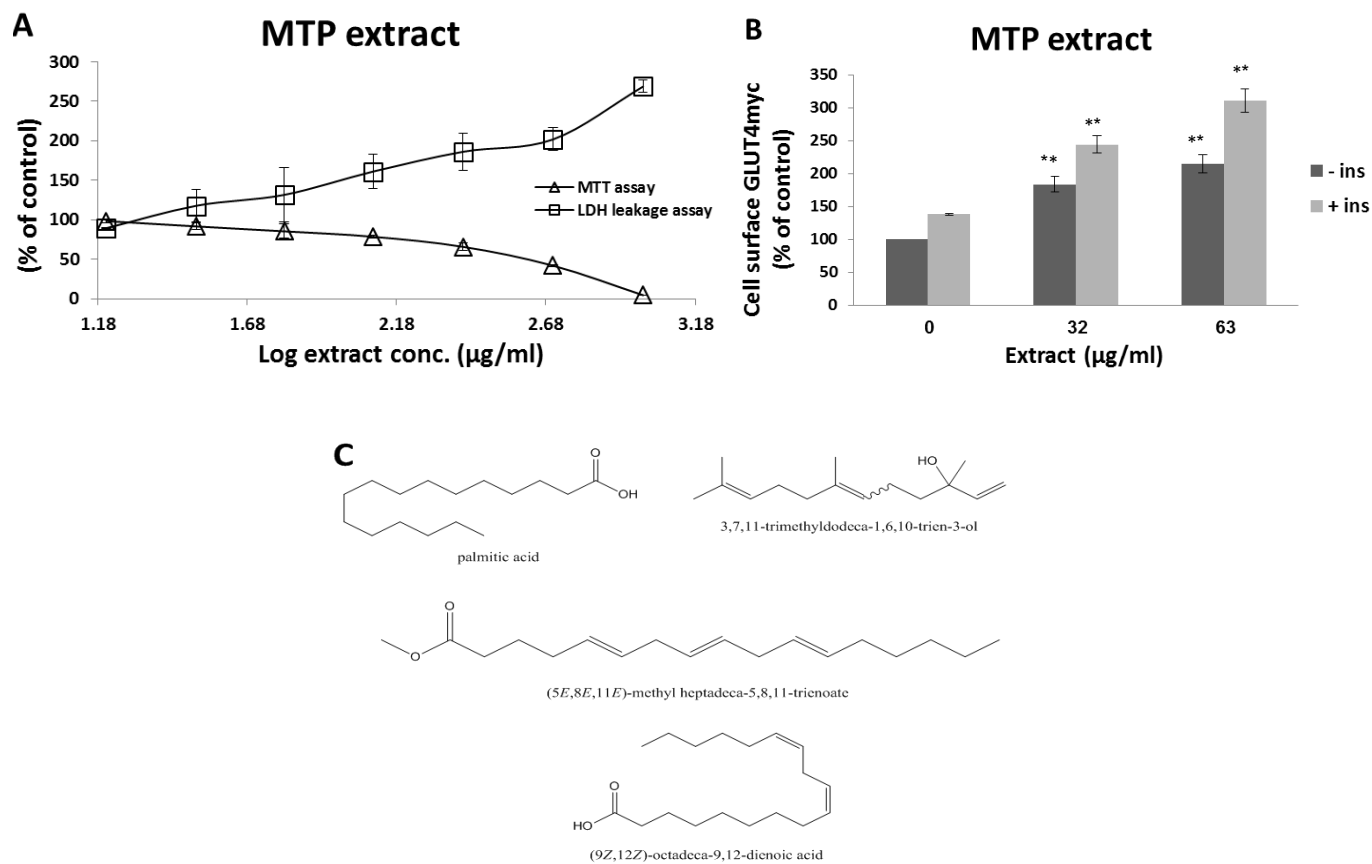 A
MTP extract
300
250
200
150
100
50
0
(% of control)
MTT assay
LDH leakage assay
1.18 1.68 2.18 2.68 3.18
Log extract conc. (µg/ml)
B
MTP extract
350
300
250
200
150
100
50
0
Cell surface GLUT4myc
(% of control)
** ** ** **
- ins
+ ins
0 32 63
Extract (µg/ml)
C
O
OH
palmitic acid
HO
3,7,11-trimethyldodeca-1,6,10-trien-3-ol
O
O
(5E,8E,11E)-methyl heptadeca-5,8,11-trienoate
O
HO
(9Z,12Z)-octadeca-9,12-dienoic acid